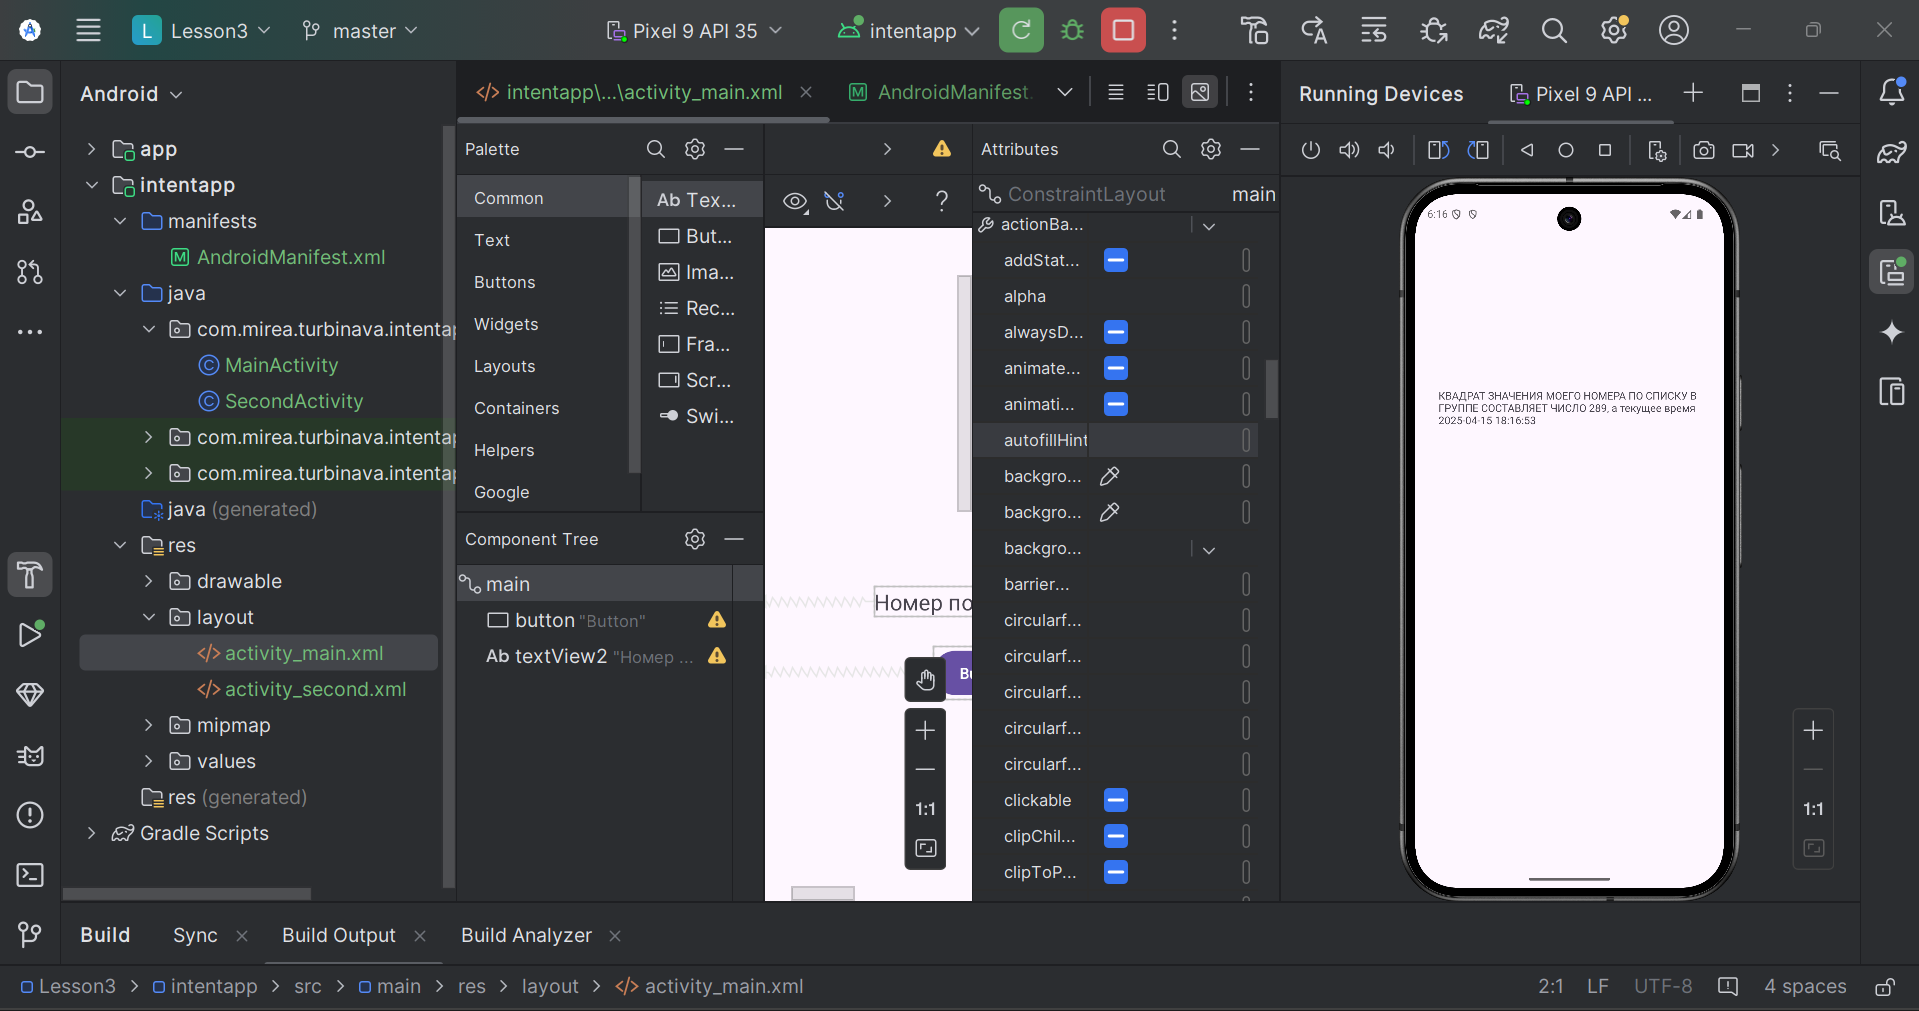 L Lesson3
master
Pixel 9 API 35
intentapp
Android
intentapp\...\activity_main.xml
AndroidManifest.
Running Devices
Pixel 9 API ...
app
intentapp
manifests
AndroidManifest.xml
java
com.mirea.turbinava.intentap
MainActivity
SecondActivity
com.mirea.turbinava.intentap
com.mirea.turbinava.intentap
java (generated)
res
drawable
layout
activity_main.xml
activity_second.xml
mipmap
values
res (generated)
Gradle Scripts
Palette
Common
Text
Buttons
Widgets
Layouts
Containers
Helpers
Google
Ab Tex...
But...
Ima...
Rec...
Fra...
Scr...
Swi...
Component Tree
main
button "Button"
Ab textView2 "Номер ...
?
Номер по
Bu
1:1
Attributes
ConstraintLayout
main
actionBa...
addStat...
alpha
alwaysD...
animate...
animati...
autofillHint
backgro...
backgro...
backgro...
barrier...
circularf...
circularf...
circularf...
circularf...
circularf...
clickable
clipChil...
clipToP...
6:16
КВАДРАТ ЗНАЧЕНИЯ МОЕГО НОМЕРА ПО СПИСКУ В
ГРУППЕ СОСТАВЛЯЕТ ЧИСЛО 289, а текущее время
2025-04-15 18:16:53
1:1
Build
Sync
Build Output
Build Analyzer
Lesson3 > intentapp > src > main > res > layout > activity_main.xml
2:1
LF
UTF-8
4 spaces